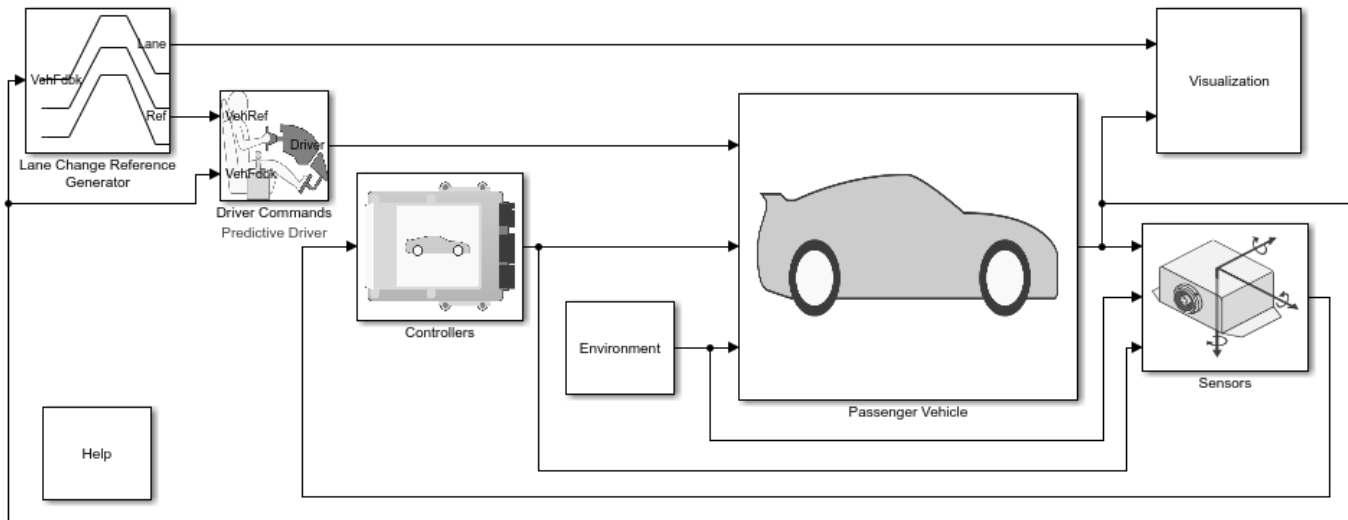 Lane
VehFdbk
Ref
Lane Change Reference
Generator
VehRef
Driver
VehFdbk
Driver Commands
Predictive Driver
Controllers
Environment
Passenger Vehicle
Visualization
Sensors
Help